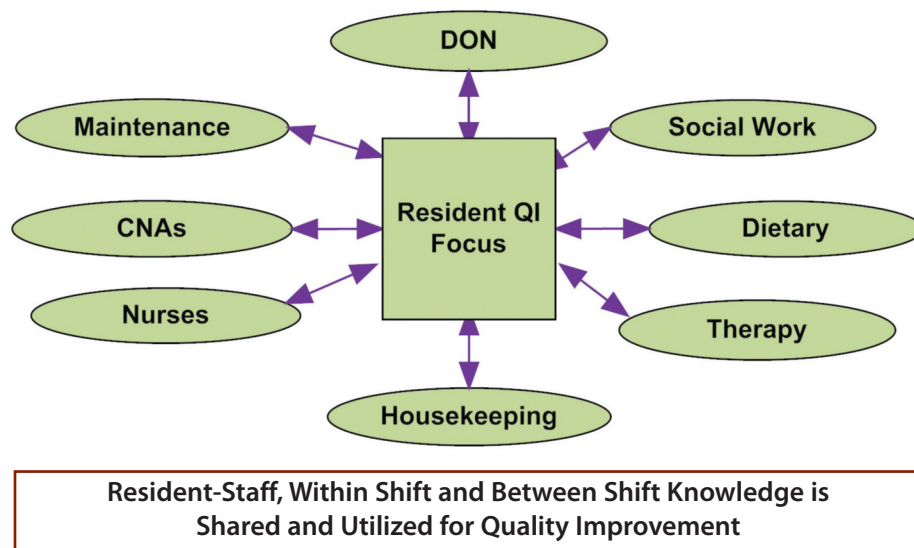 DON
Maintenance
Social Work
Resident QI
Focus
CNAs
Dietary
Nurses
Therapy
Housekeeping
Resident-Staff, Within Shift and Between Shift Knowledge is
Shared and Utilized for Quality Improvement